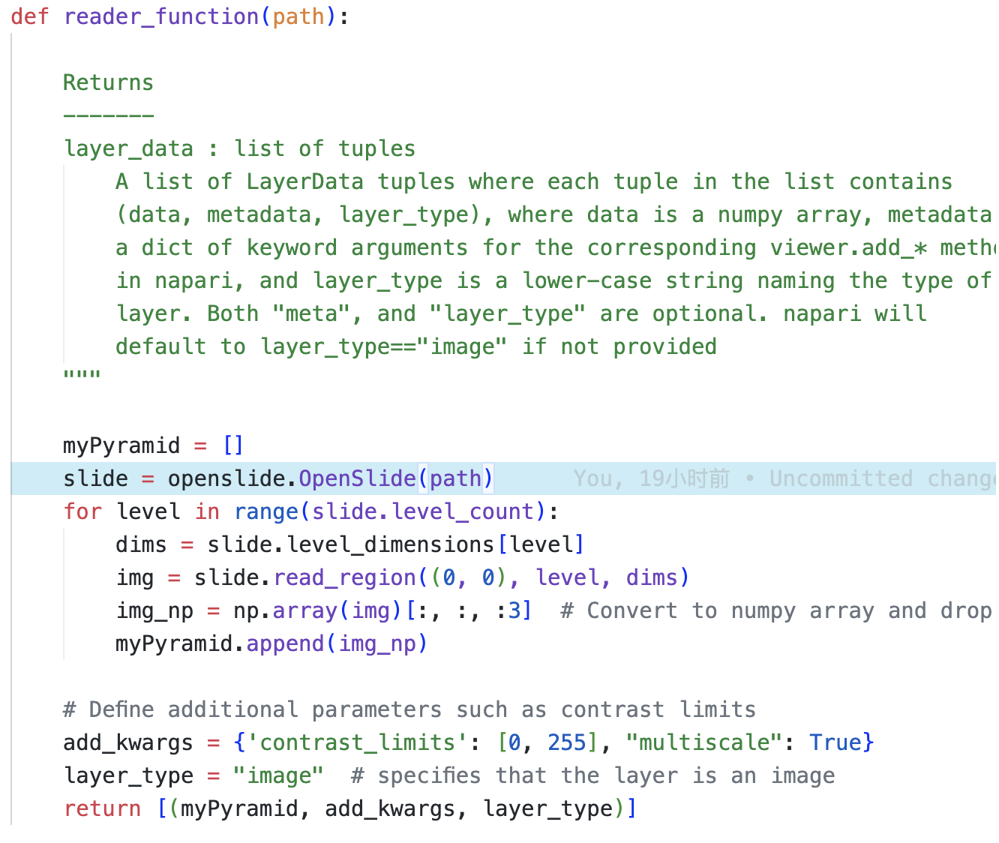 def reader_function(path):
Returns
-------
layer_data : list of tuples
A list of LayerData tuples where each tuple in the list contains
(data, metadata, layer_type), where data is a numpy array, metadata
a dict of keyword arguments for the corresponding viewer.add_* meth
in napari, and layer_type is a lower-case string naming the type of
layer. Both "meta", and "layer_type" are optional. napari will
default to layer_type=="image" if not provided
"""
myPyramid = []
slide = openslide.OpenSlide(path) You, 19小时前 • Uncommitted chang
for level in range(slide.level_count):
dims = slide.level_dimensions[level]
img = slide.read_region((0, 0), level, dims)
img_np = np.array(img)[:, :, :3] # Convert to numpy array and drop
myPyramid.append(img_np)
# Define additional parameters such as contrast limits
add_kwargs = {'contrast_limits': [0, 255], "multiscale": True}
layer_type = "image" # specifies that the layer is an image
return [(myPyramid, add_kwargs, layer_type)]